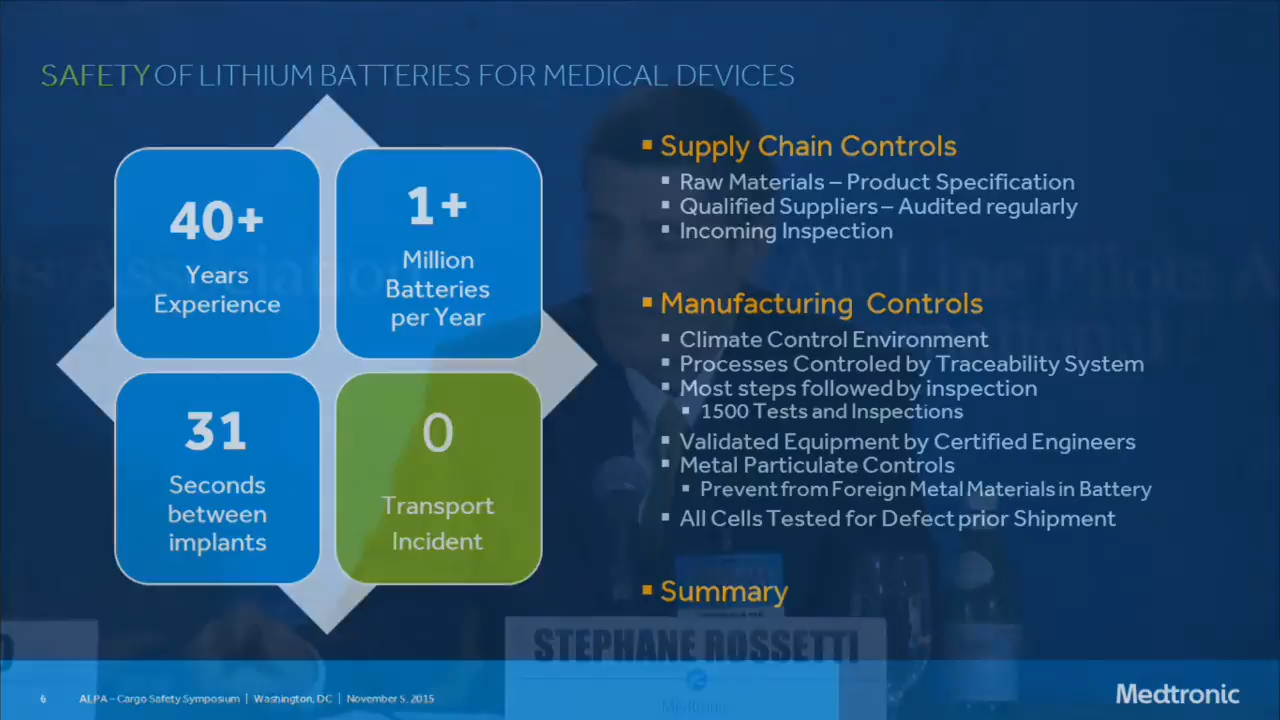 SAFETY OF LITHIUM BATTERIES FOR MEDICAL DEVICES
40+
Years
Experience
1+
Million
Batteries
per Year
31
Seconds
between
implants
0
Transport
Incident
▪ Supply Chain Controls
▪ Raw Materials – Product Specification
▪ Qualified Suppliers – Audited regularly
▪ Incoming Inspection
▪ Manufacturing Controls
▪ Climate Control Environment
▪ Processes Controled by Traceability System
▪ Most steps followed by inspection
▪ 1500 Tests and Inspections
▪ Validated Equipment by Certified Engineers
▪ Metal Particulate Controls
▪ Prevent from Foreign Metal Materials in Battery
▪ All Cells Tested for Defect prior Shipment
▪ Summary
Air Line Pilots A
STEPHANE ROSSETTI
Medtronic
6 ALPA – Cargo Safety Symposium | Washington, DC | November 5, 2015
Medtronic